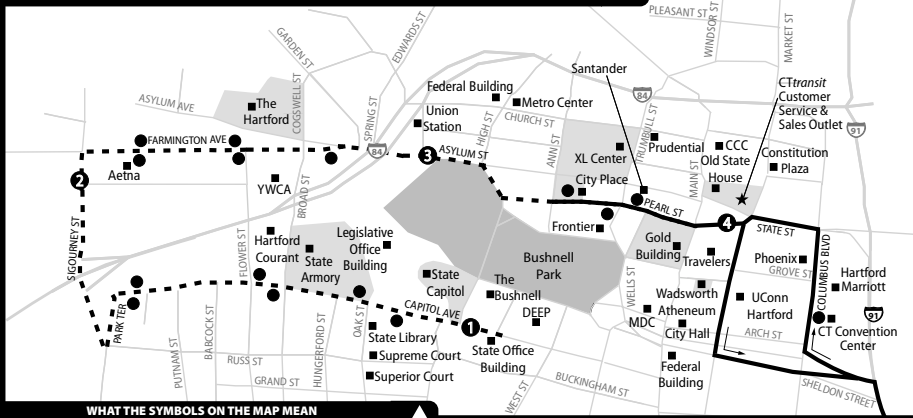 PLEASANT ST
WINDSOR ST
MARKET ST
EDWARDS ST
GARDEN ST
Santander
CTtransit
Customer
Service &
Sales Outlet
84
Federal Building
Metro Center
ASYLUM AVE
The
Hartford
COGSWELL ST
SPRING ST
Union
Station
HIGH ST
CHURCH ST
ANN ST
TRUMBULL ST
91
FARMINGTON AVE
84
3
ASYLUM ST
XL Center
Prudential
CCC
Old State
House
Constitution
Plaza
MAIN ST
Aetna
2
YWCA
BROAD ST
City Place
PEARL ST
4
STATE ST
SIGOURNEY ST
FLOWER ST
Hartford
Courant
State
Armory
Legislative
Office
Building
Frontier
Gold
Building
Travelers
Phoenix
GROVE ST
COLUMBUS BLVD
Bushnell
Park
State
Capitol
The
Bushnell
DEEP
WELLS ST
Wadsworth
Atheneum
UConn
Hartford
Hartford
Marriott
91
PARK TER
CAPITOL AVE
1
MDC
City Hall
ARCH ST
CT Convention
Center
PUTNAM ST
BABCOCK ST
HUNGERFORD ST
OAK ST
State Library
Supreme Court
State Office
Building
RUSS ST
GRAND ST
Superior Court
WEST ST
BUCKINGHAM ST
Federal
Building
SHELDON STREET
WHAT THE SYMBOLS ON THE MAP MEAN